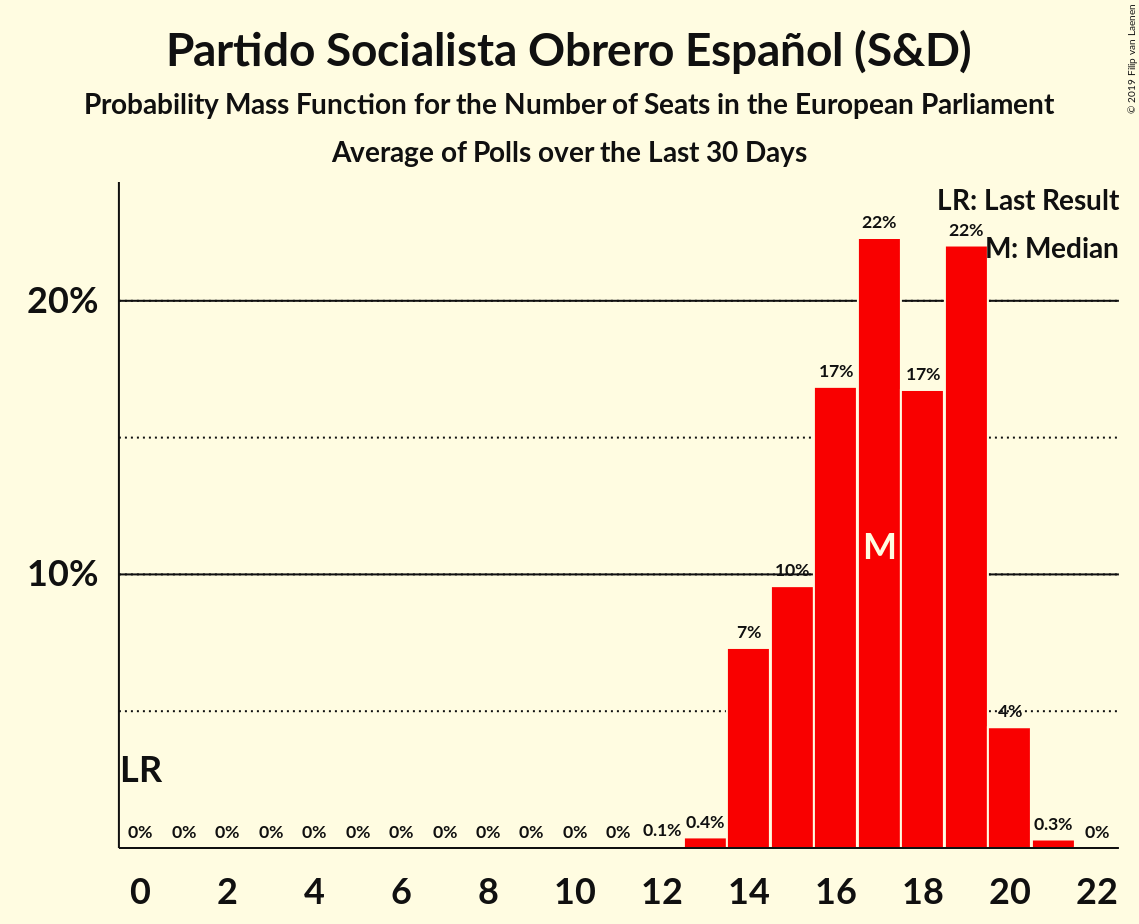 Partido Socialista Obrero Español (S&D)
Probability Mass Function for the Number of Seats in the European Parliament
Average of Polls over the Last 30 Days
© 2019 Filip van Laenen
LR: Last Result
M: Median
22% 22%
20%
17% 17%
M
10%
10%
7%
4%
LR
0% 0% 0% 0% 0% 0% 0% 0% 0% 0% 0% 0% 0.1% 0.4% 0.3% 0%
0 2 4 6 8 10 12 14 16 18 20 22